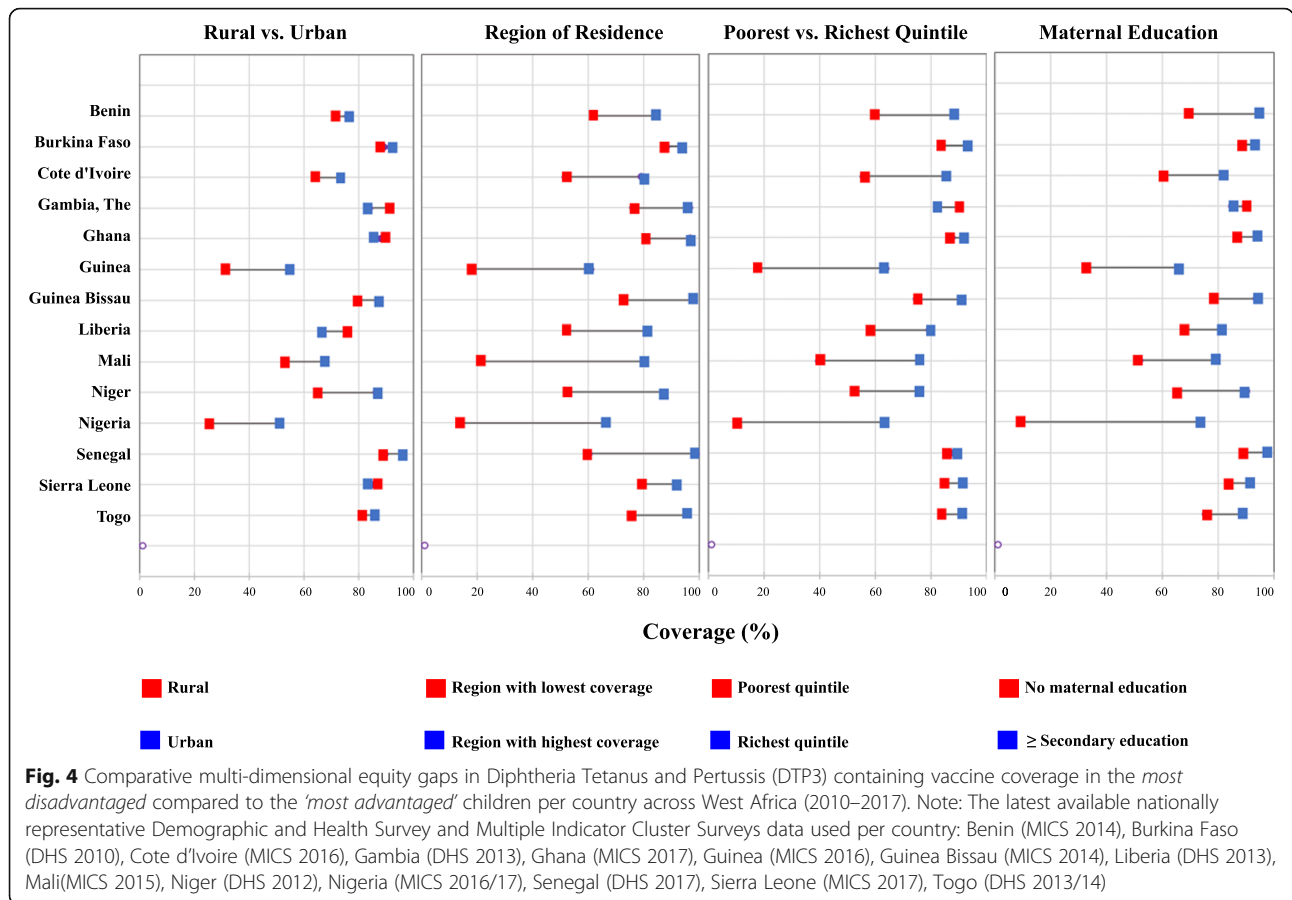 Rural vs. Urban
Region of Residence
Poorest vs. Richest Quintile
Maternal Education
Benin
Burkina Faso
Cote d'Ivoire
Gambia, The
Ghana
Guinea
Guinea Bissau
Liberia
Mali
Niger
Nigeria
Senegal
Sierra Leone
Togo
0 20 40 60 80 100
0 20 40 60 80 100
0 20 40 60 80 100
0 20 40 60 80 100
Coverage (%)
Rural
Region with lowest coverage
Poorest quintile
No maternal education
Urban
Region with highest coverage
Richest quintile
≥ Secondary education
Fig. 4 Comparative multi-dimensional equity gaps in Diphtheria Tetanus and Pertussis (DTP3) containing vaccine coverage in the most
disadvantaged compared to the 'most advantaged' children per country across West Africa (2010–2017). Note: The latest available nationally
representative Demographic and Health Survey and Multiple Indicator Cluster Surveys data used per country: Benin (MICS 2014), Burkina Faso
(DHS 2010), Cote d'Ivoire (MICS 2016), Gambia (DHS 2013), Ghana (MICS 2017), Guinea (MICS 2016), Guinea Bissau (MICS 2014), Liberia (DHS 2013),
Mali(MICS 2015), Niger (DHS 2012), Nigeria (MICS 2016/17), Senegal (DHS 2017), Sierra Leone (MICS 2017), Togo (DHS 2013/14)